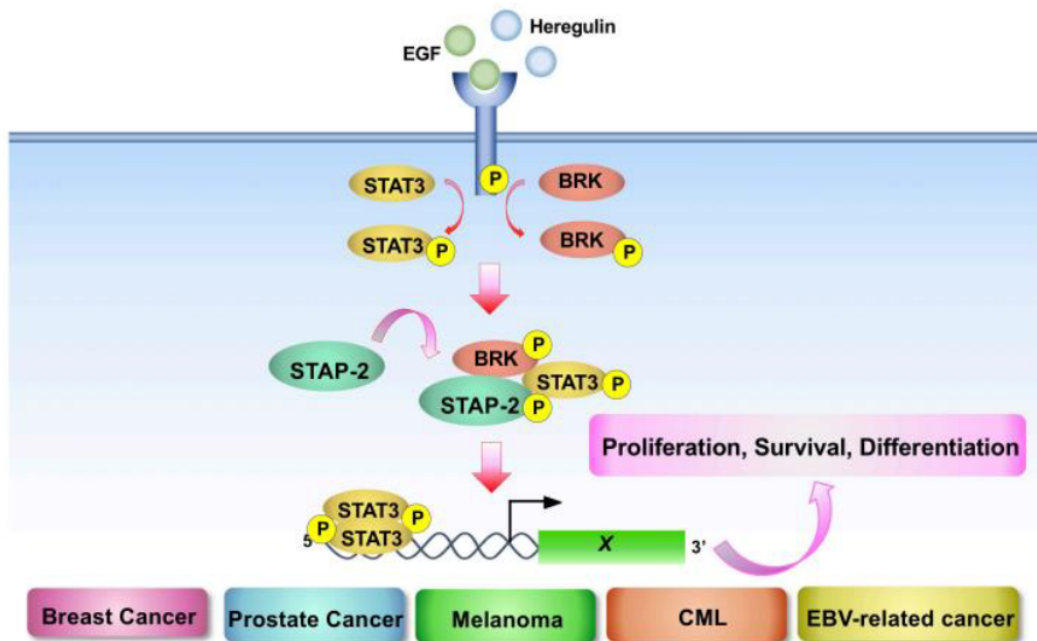 Heregulin
EGF
P
STAT3
BRK
STAT3 P
BRK P
P
BRK
STAP-2
STAT3 P
STAP-2 P
Proliferation, Survival, Differentiation
STAT3 P
P STAT3
5'
X
3’
Breast Cancer
Prostate Cancer
Melanoma
CML
EBV-related cancer